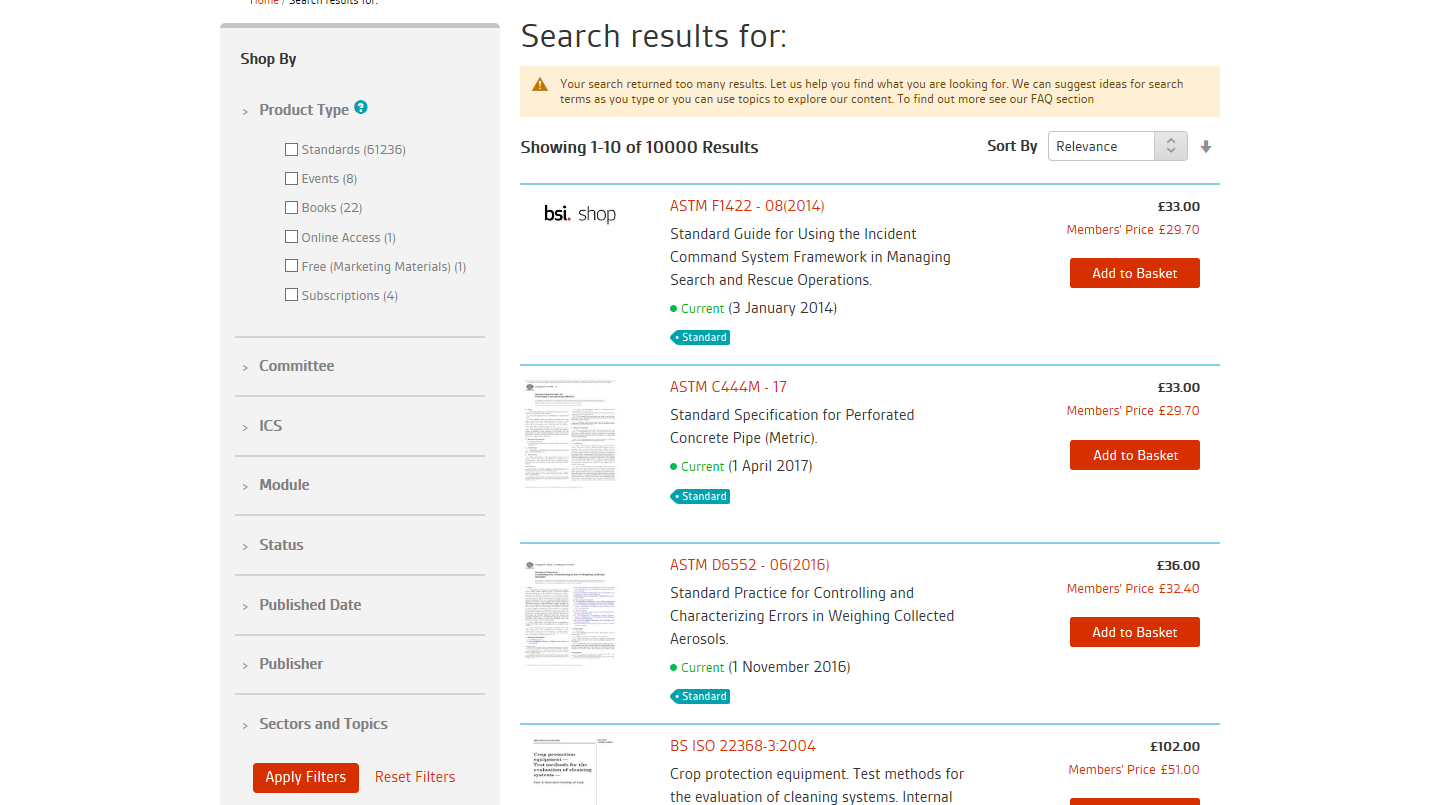 Home / Search results for:
Shop By
Product Type ?
Standards (61236)
Events (8)
Books (22)
Online Access (1)
Free (Marketing Materials) (1)
Subscriptions (4)
Committee
ICS
Module
Status
Published Date
Publisher
Sectors and Topics
Apply Filters Reset Filters
Search results for:
Your search returned too many results. Let us help you find what you are looking for. We can suggest ideas for search
terms as you type or you can use topics to explore our content. To find out more see our FAQ section
Showing 1-10 of 10000 Results
Sort By Relevance
bsi. shop
ASTM F1422 - 08(2014)
Standard Guide for Using the Incident
Command System Framework in Managing
Search and Rescue Operations.
Current (3 January 2014)
Standard
£33.00
Members' Price £29.70
Add to Basket
ASTM C444M - 17
Standard Specification for Perforated
Concrete Pipe (Metric).
Current (1 April 2017)
Standard
£33.00
Members' Price £29.70
Add to Basket
ASTM D6552 - 06(2016)
Standard Practice for Controlling and
Characterizing Errors in Weighing Collected
Aerosols.
Current (1 November 2016)
Standard
£36.00
Members' Price £32.40
Add to Basket
Crop protection
equipment —
Test methods for the
evaluation of cleaning
systems —
BS ISO 22368-3:2004
Crop protection equipment. Test methods for
the evaluation of cleaning systems. Internal
£102.00
Members' Price £51.00